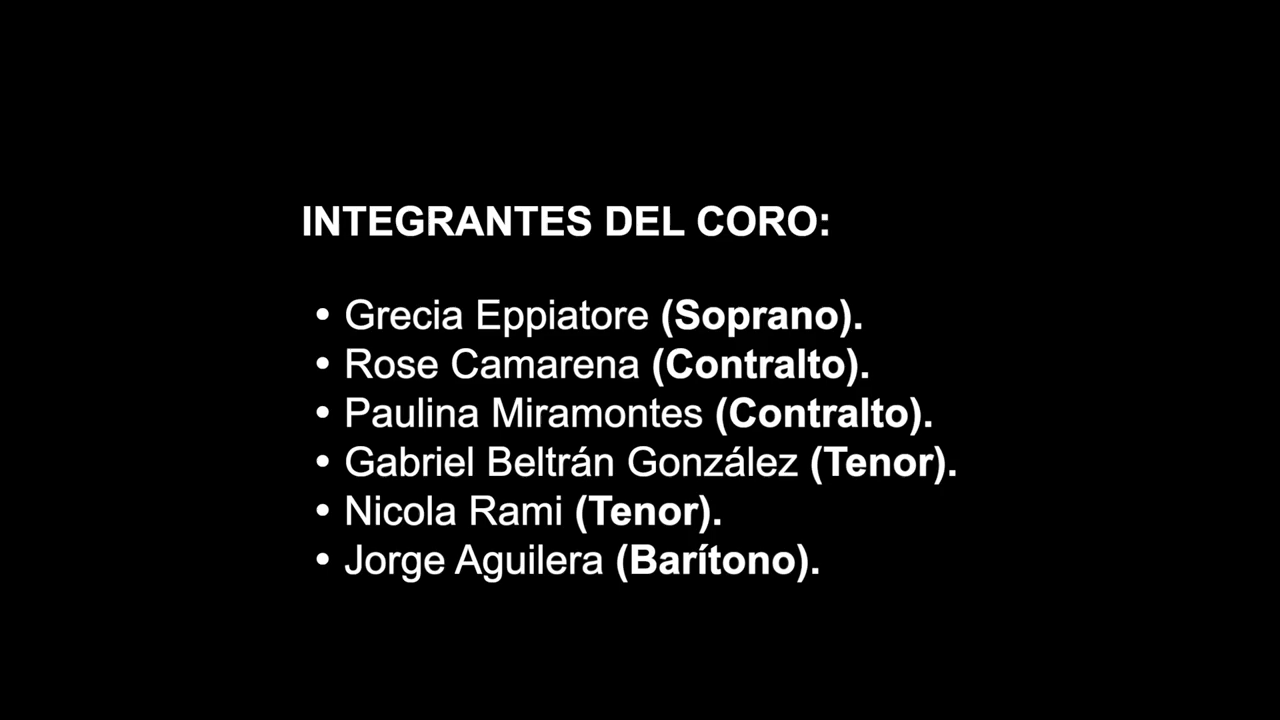 INTEGRANTES DEL CORO:
• Grecia Eppiatore (Soprano).
• Rose Camarena (Contralto).
• Paulina Miramontes (Contralto).
• Gabriel Beltrán González (Tenor).
• Nicola Rami (Tenor).
• Jorge Aguilera (Barítono).